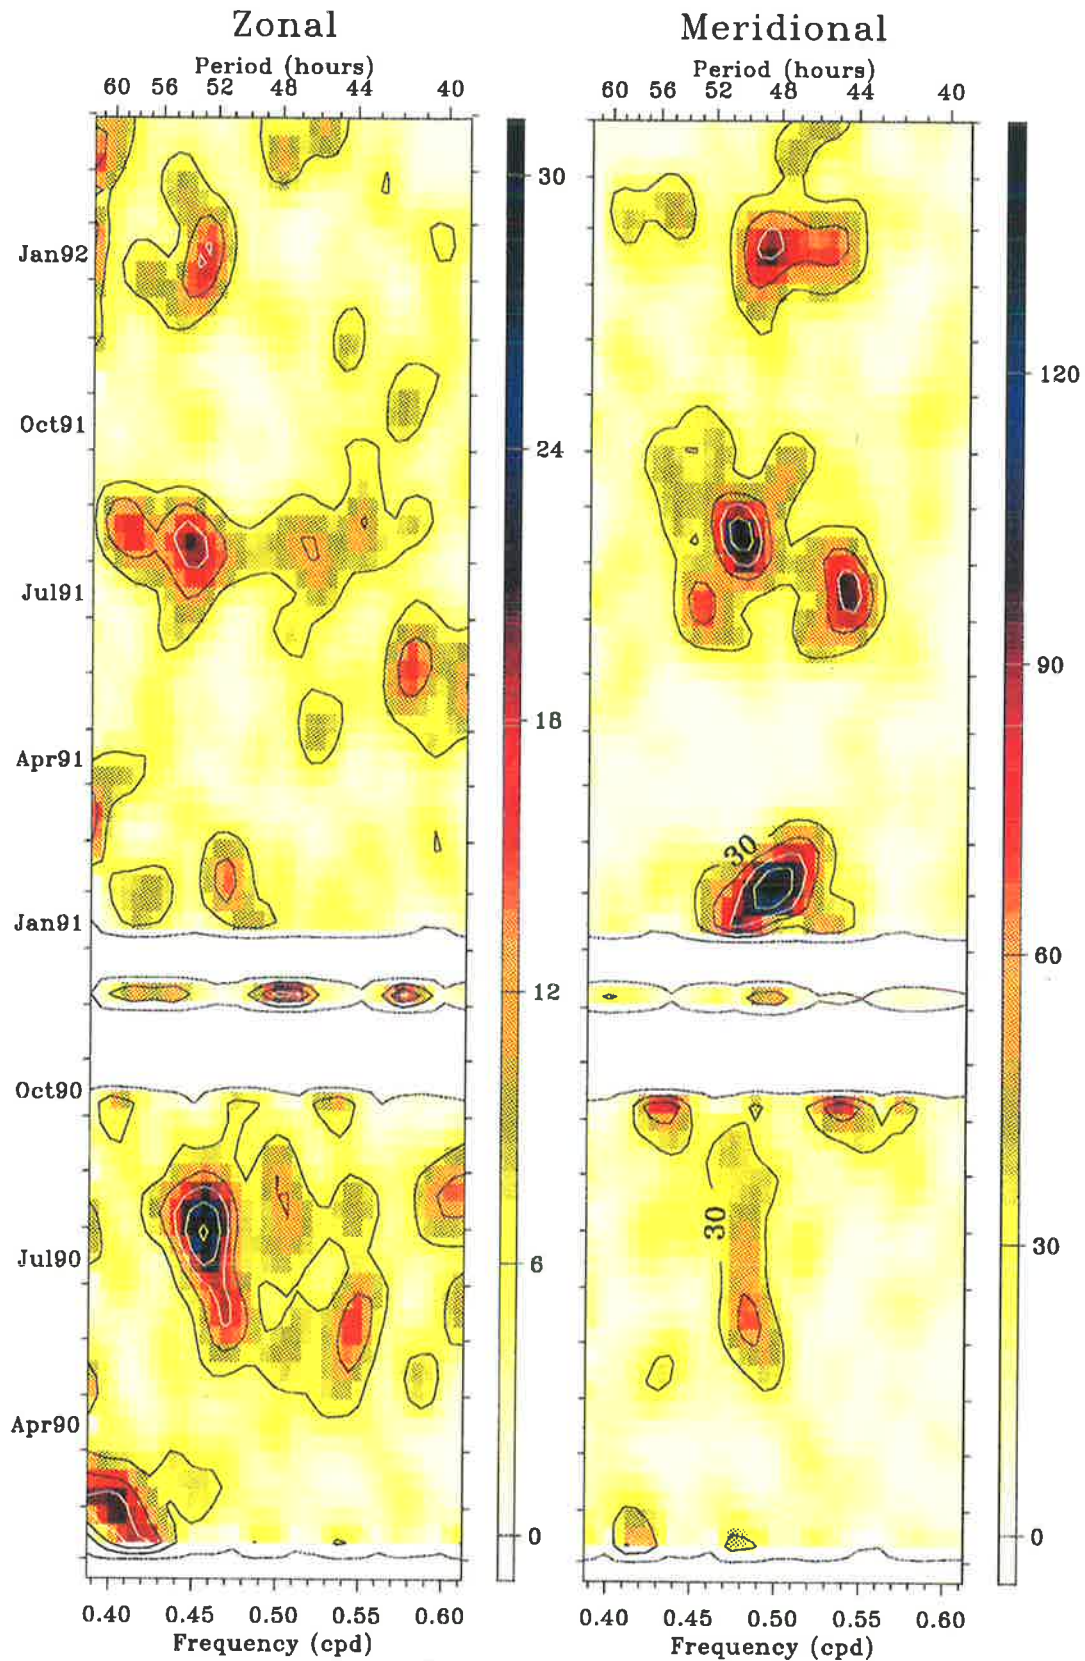 Zonal
Meridional
Period (hours)
Period (hours)
60 56 52 48 44 40
60 56 52 48 44 40
Jan92
Oct91
Jul91
Apr91
Jan91
Oct90
Jul90
Apr90
30
24
18
12
6
0
30
30
120
90
60
30
0
0.40 0.45 0.50 0.55 0.60
0.40 0.45 0.50 0.55 0.60
Frequency (cpd)
Frequency (cpd)